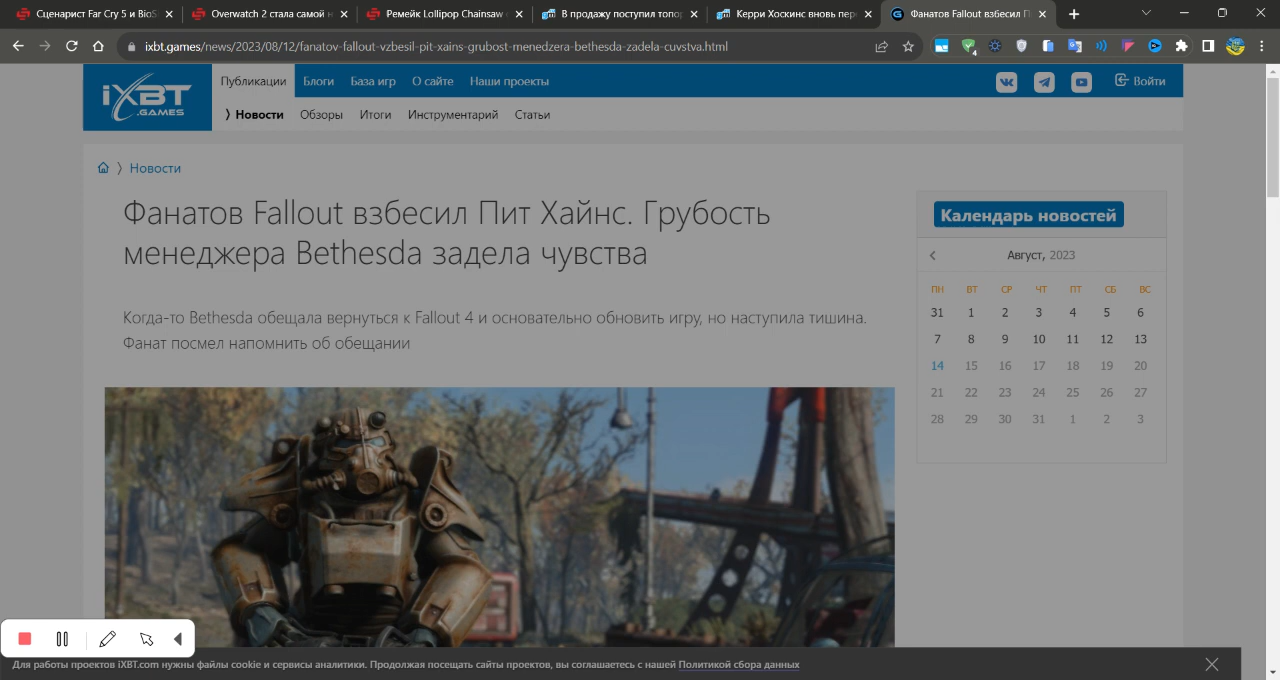 Сценарист Far Cry 5 и BioS
Overwatch 2 стала самой н
Ремейк Lollipop Chainsaw с
В продажу поступил топор
Керри Хоскинс вновь пере
Фанатов Fallout взбесил П
ixbt.games/news/2023/08/12/fanatov-fallout-vzbesil-pit-xains-grubost-menedzera-bethesda-zadela-cuvstva.html
4
iXBT
.GAMES
Публикации Блоги База игр О сайте Наши проекты Войти
Новости Обзоры Итоги Инструментарий Статьи
Новости
Фанатов Fallout взбесил Пит Хайнс. Грубость
менеджера Bethesda задела чувства
Когда-то Bethesda обещала вернуться к Fallout 4 и основательно обновить игру, но наступила тишина.
Фанат посмел напомнить об обещании
Календарь новостей
Август, 2023
ПН ВТ СР ЧТ ПТ СБ ВС
31 1 2 3 4 5 6
7 8 9 10 11 12 13
14 15 16 17 18 19 20
21 22 23 24 25 26 27
28 29 30 31 1 2 3
Для работы проектов iXBT.com нужны файлы cookie и сервисы аналитики. Продолжая посещать сайты проектов, вы соглашаетесь с нашей Политикой сбора данных